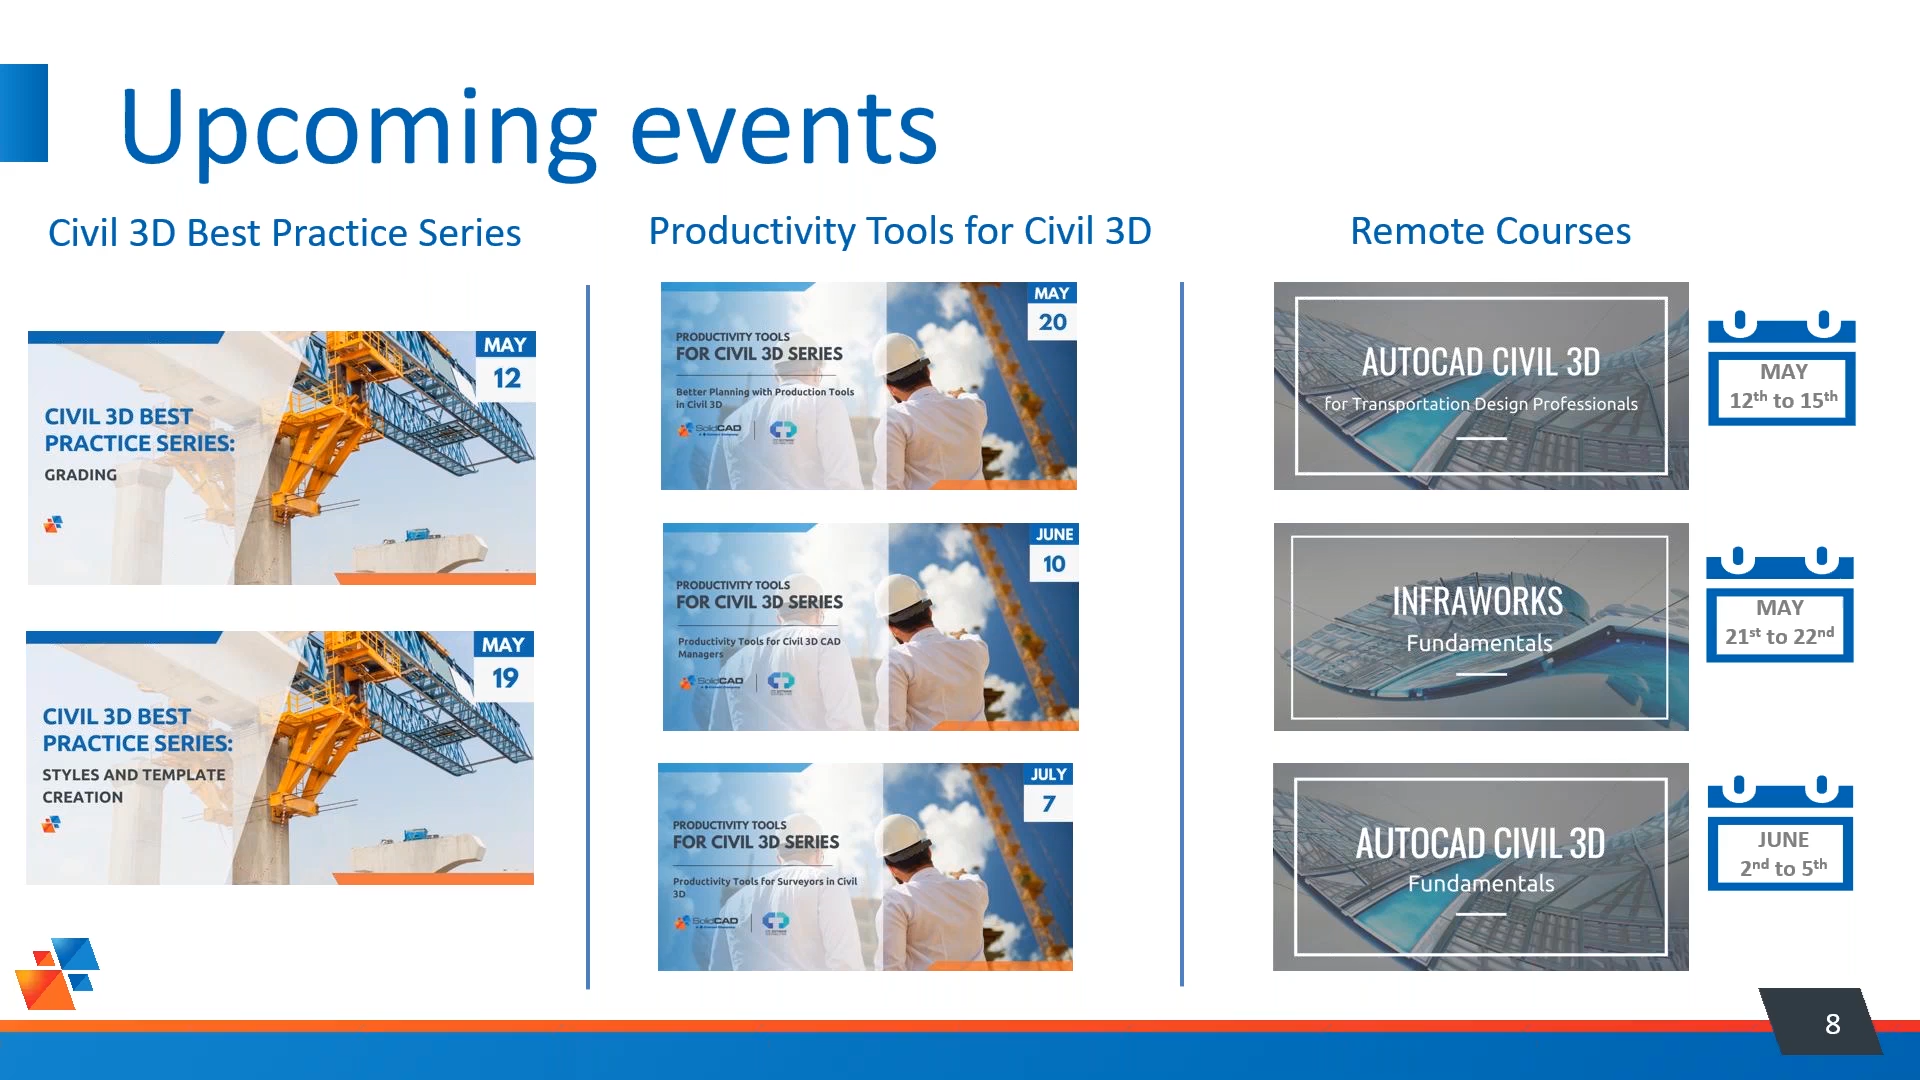 Upcoming events
Civil 3D Best Practice Series
MAY
12
CIVIL 3D BEST
PRACTICE SERIES:
GRADING
MAY
19
CIVIL 3D BEST
PRACTICE SERIES:
STYLES AND TEMPLATE
CREATION
Productivity Tools for Civil 3D
MAY
20
PRODUCTIVITY TOOLS
FOR CIVIL 3D SERIES
Better Planning with Production Tools
in Civil 3D
SolidCAD
JUNE
10
PRODUCTIVITY TOOLS
FOR CIVIL 3D SERIES
Productivity Tools for Civil 3D CAD
Managers
SolidCAD
JULY
7
PRODUCTIVITY TOOLS
FOR CIVIL 3D SERIES
Productivity Tools for Surveyors in Civil
3D
SolidCAD
Remote Courses
AUTOCAD CIVIL 3D
for Transportation Design Professionals
MAY
12th to 15th
INFRAWORKS
Fundamentals
MAY
21st to 22nd
AUTOCAD CIVIL 3D
Fundamentals
JUNE
2nd to 5th
8